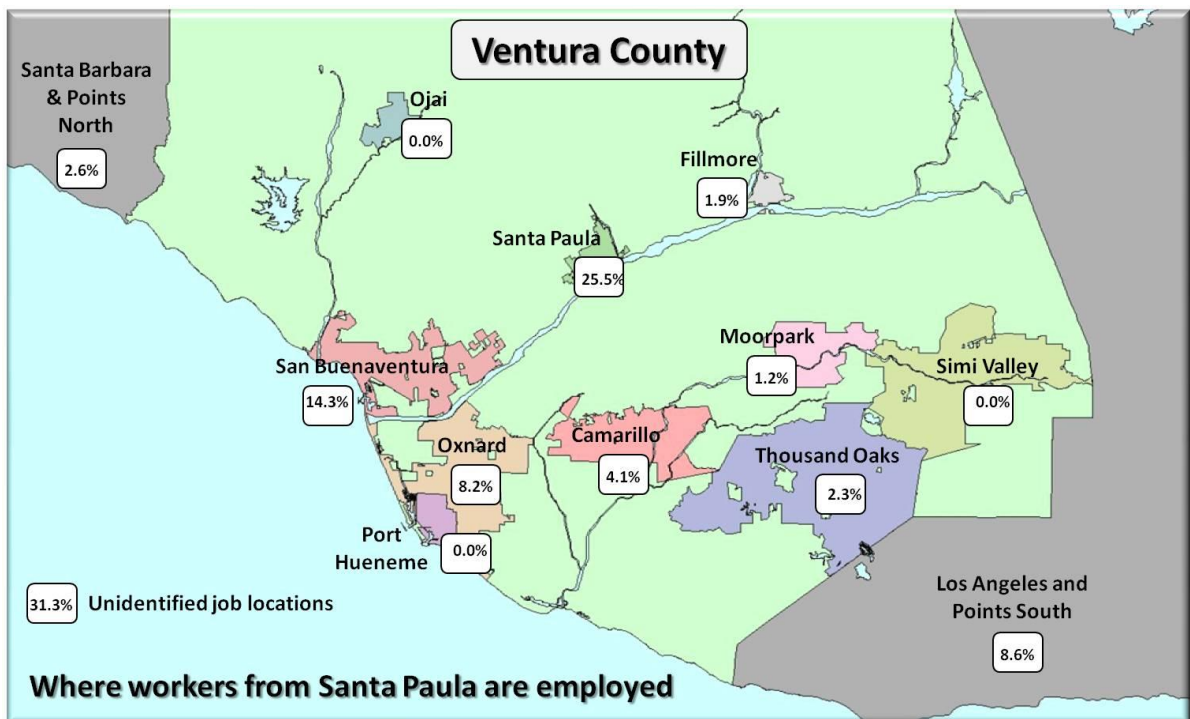 Ventura County
Santa Barbara
& Points
North
2.6%
Ojai
0.0%
Fillmore
1.9%
Santa Paula
25.5%
Moorpark
1.2%
Simi Valley
0.0%
San Buenaventura
14.3%
Oxnard
8.2%
Camarillo
4.1%
Thousand Oaks
2.3%
Port
Hueneme
0.0%
31.3% Unidentified job locations
Los Angeles and
Points South
8.6%
Where workers from Santa Paula are employed